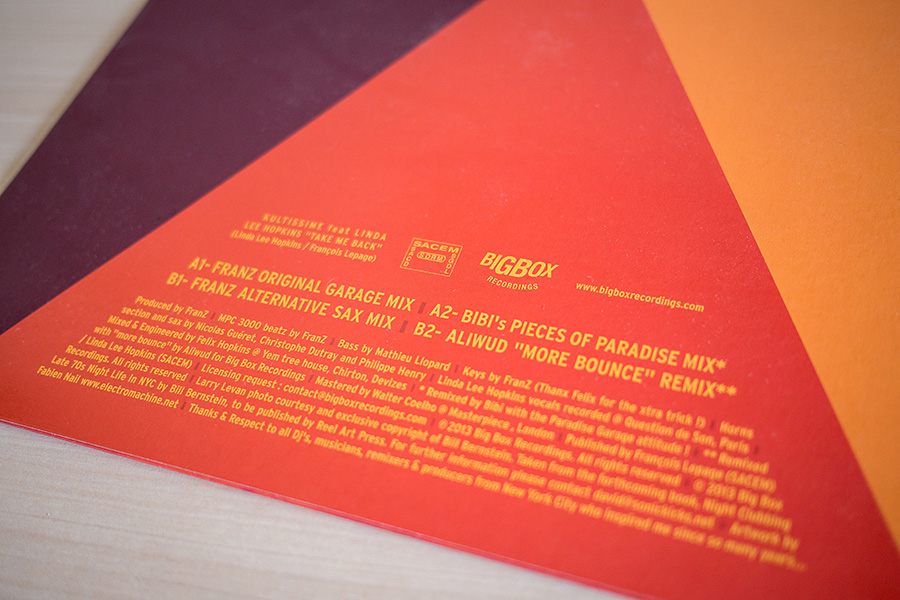 KULTISSIME feat LINDA
LEE HOPKINS "TAKE ME BACK"
(Linda Lee Hopkins / François Lepage)
SACEM
SDRM
SACD
SGDL
BIGBOX
RECORDINGS
www.bigboxrecordings.com
A1- FRANZ ORIGINAL GARAGE MIX | A2- BIBI's PIECES OF PARADISE MIX*
B1- FRANZ ALTERNATIVE SAX MIX | B2- ALIWUD "MORE BOUNCE" REMIX**
Produced by FranZ | MPC 3000 beatz by FranZ | Bass by Mathieu Llopard | Keys by FranZ (Thanx Felix for the xtra trick !) | Horns
section and sax by Nicolas Guéret, Christophe Dutray and Philippe Henry | Linda Lee Hopkins vocals recorded @ Question de Son, Paris |
Mixed & Engineered by Felix Hopkins @ Yem tree house, Chirton, Devizes | * Remixed by Bibi with the Paradise Garage attitude ! | ** Remixed
with "more bounce" by Aliwud for Big Box Recordings | Mastered by Walter Coelho @ Masterpiece, London | Published by François Lepage (SACEM)
/ Linda Lee Hopkins (SACEM) | Licensing request : contact@bigboxrecordings.com | @2013 Big Box Recordings. All rights reserved | © 2013 Big Box
Recordings. All rights reserved | Larry Levan photo courtesy and exclusive copyright of Bill Bernstein. Taken from the forthcoming book, Night Clubbing
Late 70s Night Life in NYC by Bill Bernstein, to be published by Reel Art Press. For further information please contact david@sonickicks.net | Artwork by
Fabien Nail www.electromachine.net | Thanks & Respect to all Dj's, musicians, remixers & producers from New York City who inspired me since so many years...